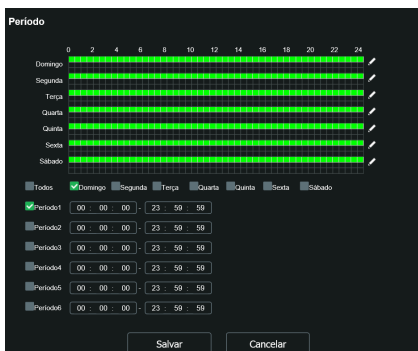 Período
0 2 4 6 8 10 12 14 16 18 20 22 24
Domingo
Segunda
Terça
Quarta
Quinta
Sexta
Sábado
Todos Domingo Segunda Terça Quarta Quinta Sexta Sábado
Período1 00 : 00 : 00 - 23 : 59 : 59
Período2 00 : 00 : 00 - 23 : 59 : 59
Período3 00 : 00 : 00 - 23 : 59 : 59
Período4 00 : 00 : 00 - 23 : 59 : 59
Período5 00 : 00 : 00 - 23 : 59 : 59
Período6 00 : 00 : 00 - 23 : 59 : 59
Salvar Cancelar